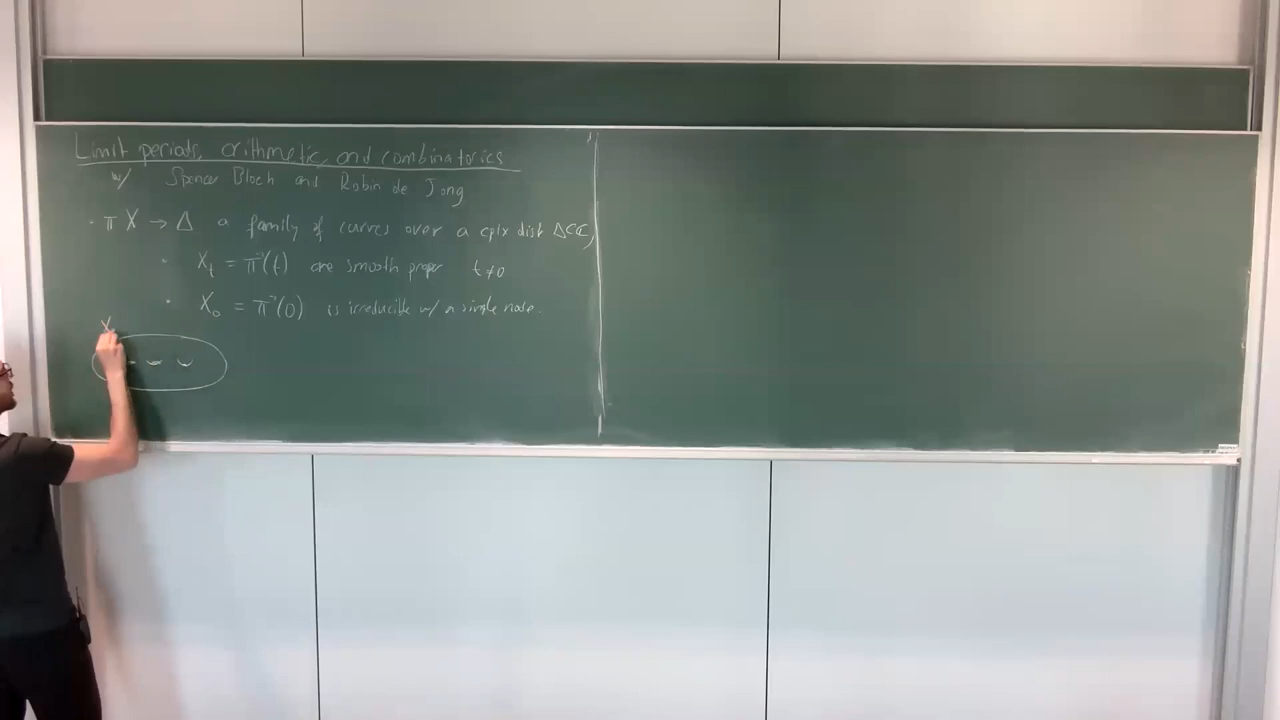 Limit periods, arithmetic, and combinatorics
w/ Spencer Bloch and Robin de Jong
· π X → Δ a family of curves over a cplx disk Δ⊂ℂ,
· X_t = π⁻¹(t) are smooth proper t≠0
· X_0 = π⁻¹(0) is irreducible w/ a single node.
X